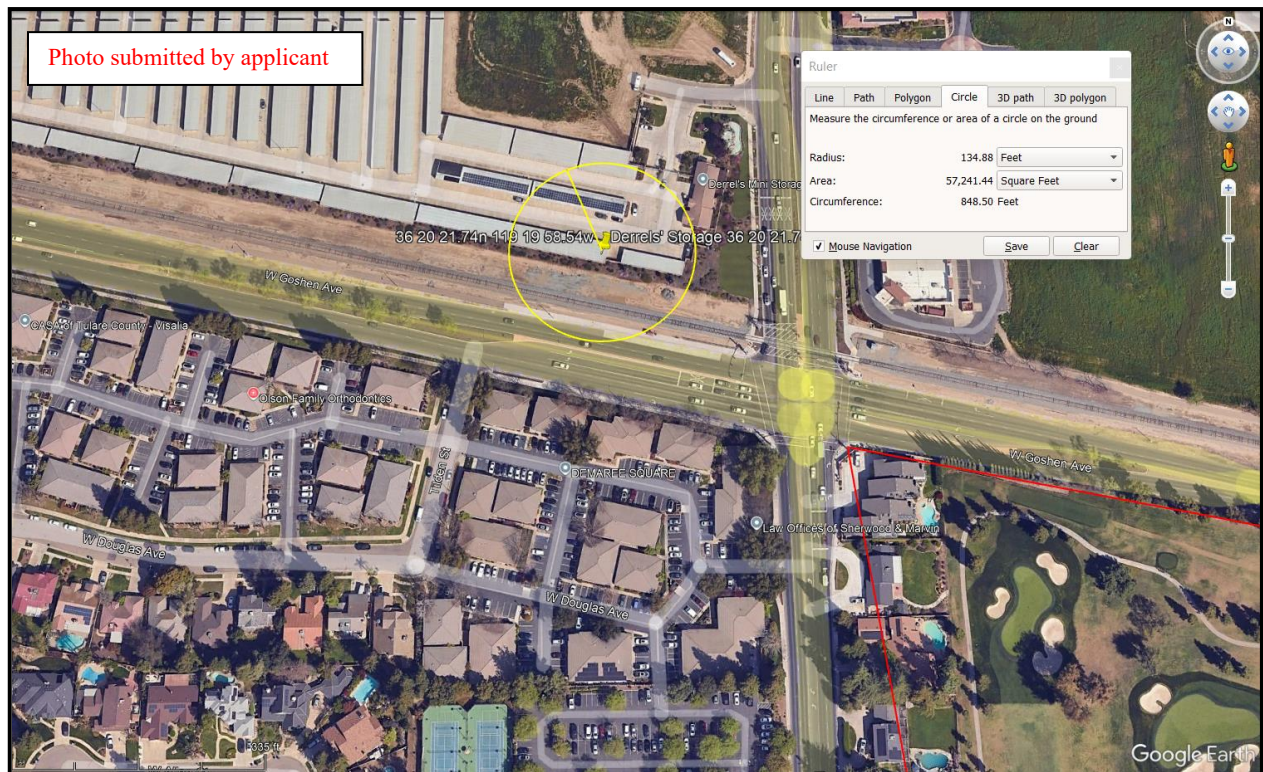 Photo submitted by applicant
Ruler
Line Path Polygon Circle 3D path 3D polygon
Measure the circumference or area of a circle on the ground
Radius: 134.88 Feet
Area: 57,241.44 Square Feet
Circumference: 848.50 Feet
Mouse Navigation Save Clear
N
Derrel's Mini Storag
36 20 21.74n 119 19 58.54w - Derrels' Storage 36 20 21.7
W Goshen Ave
CASA of Tulare County - Visalia
Olson Family Orthodontics
Tilden St
DEMAREE SQUARE
W Goshen Ave
Law Offices of Sherwood & Marvin
W Douglas Ave
W Douglas Ave
335 ft
Google Earth